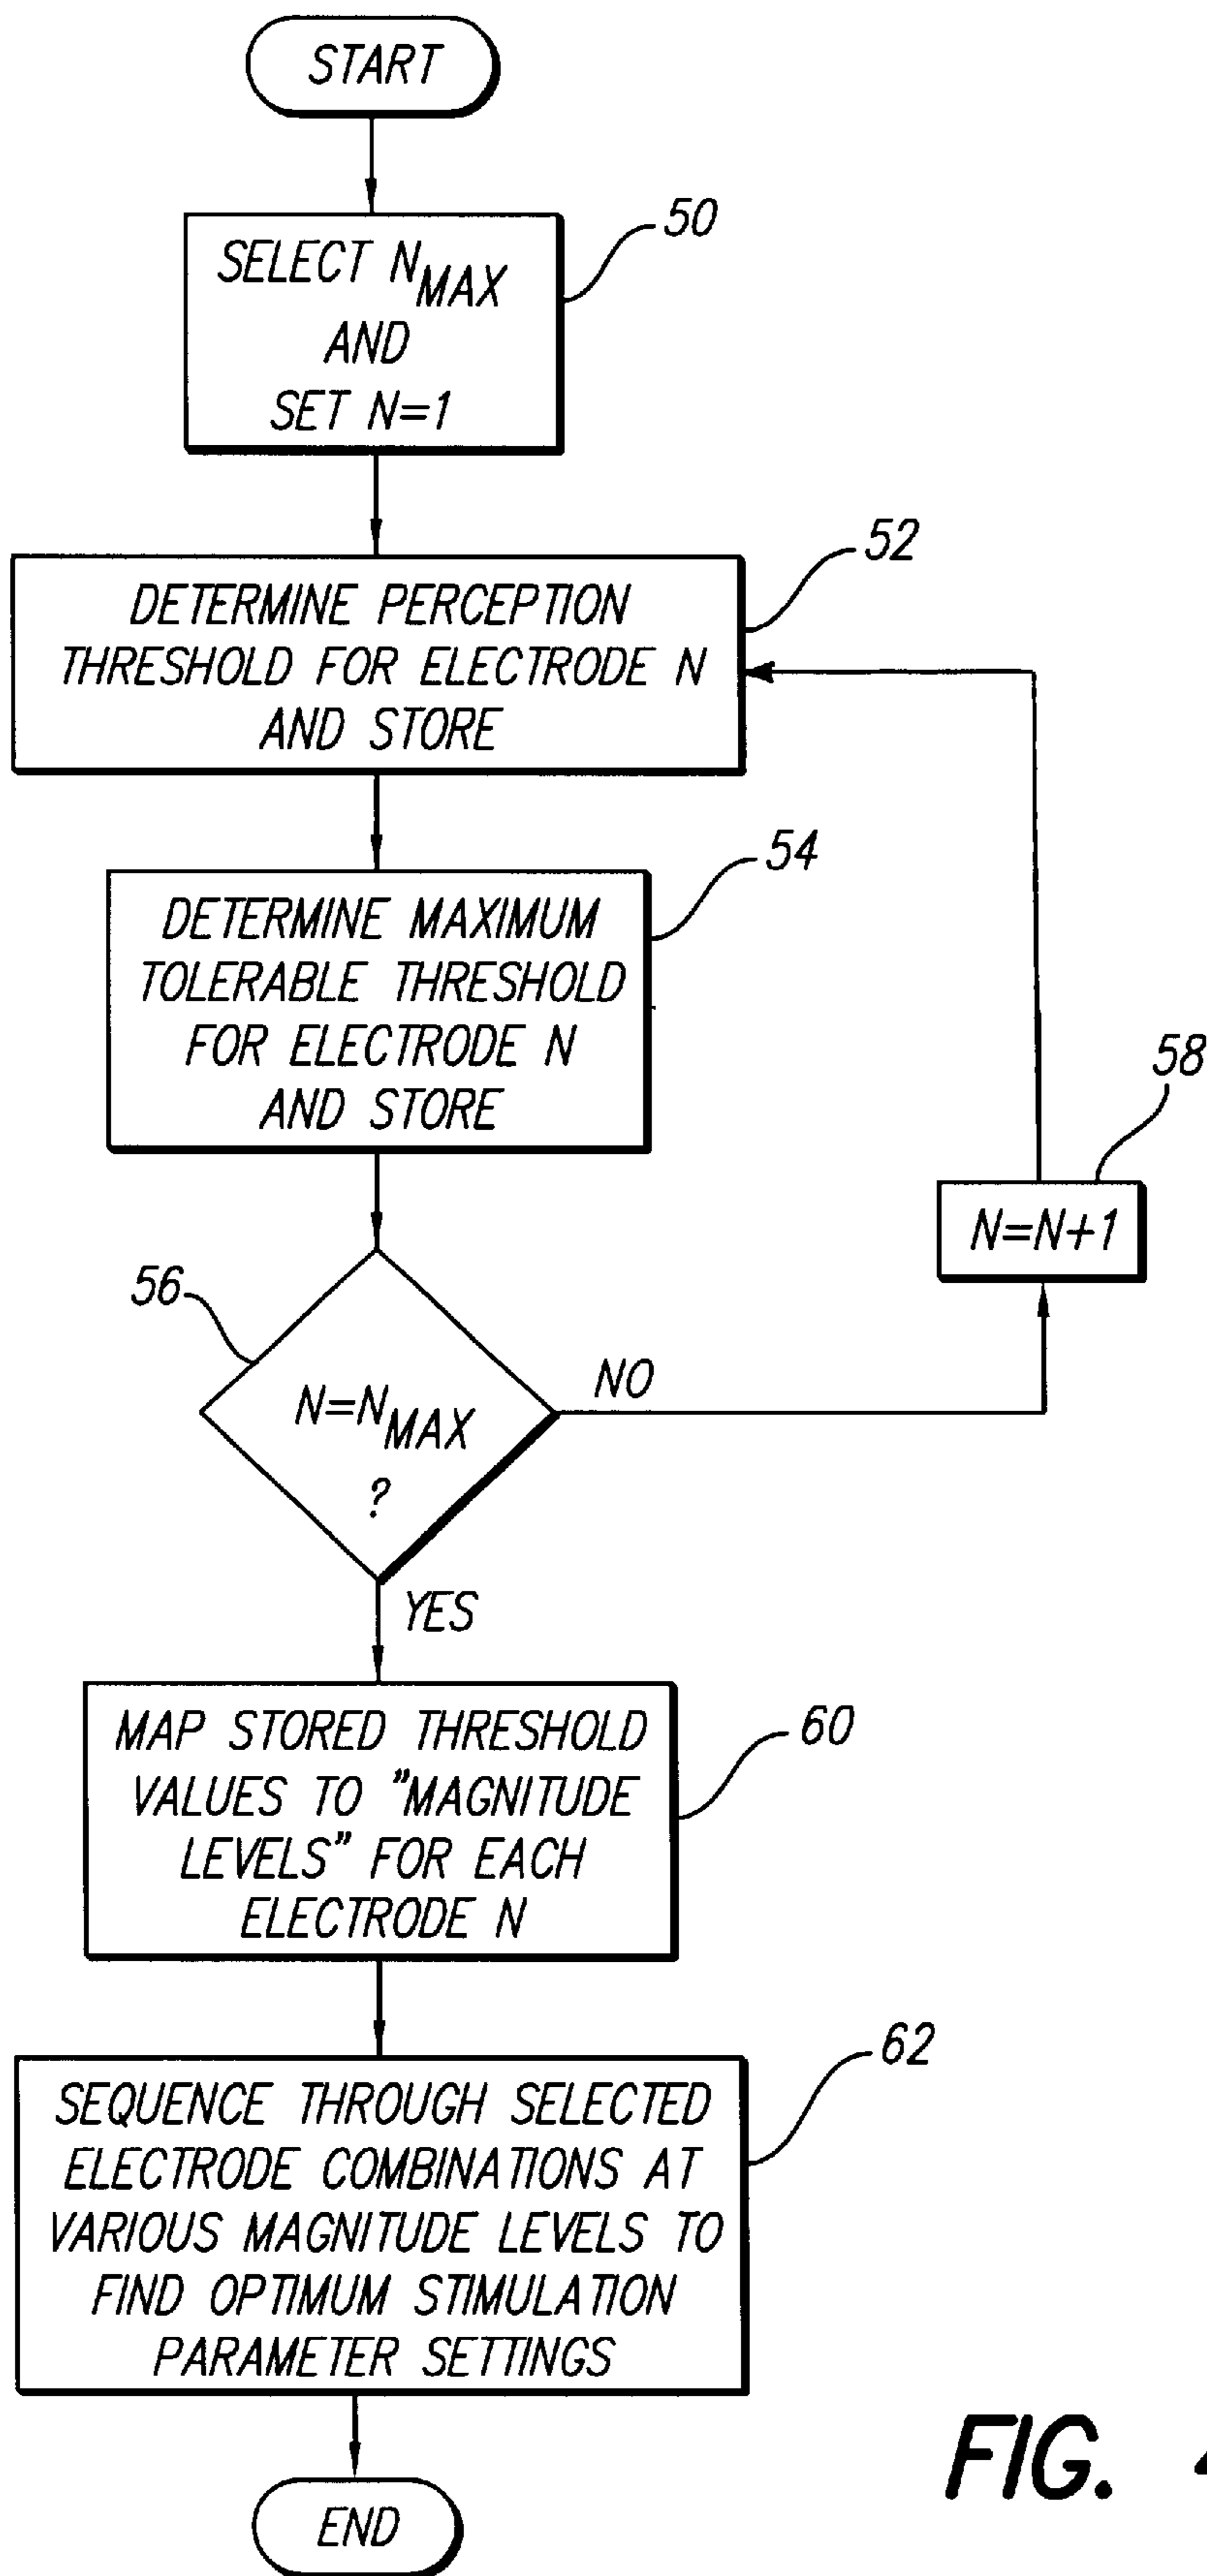 START
50
SELECT NMAX
AND
SET N=1
52
DETERMINE PERCEPTION
THRESHOLD FOR ELECTRODE N
AND STORE
54
DETERMINE MAXIMUM
TOLERABLE THRESHOLD
FOR ELECTRODE N
AND STORE
58
N=N+1
56
N=NMAX
?
NO
YES
60
MAP STORED THRESHOLD
VALUES TO "MAGNITUDE
LEVELS" FOR EACH
ELECTRODE N
62
SEQUENCE THROUGH SELECTED
ELECTRODE COMBINATIONS AT
VARIOUS MAGNITUDE LEVELS TO
FIND OPTIMUM STIMULATION
PARAMETER SETTINGS
END
FIG. 4